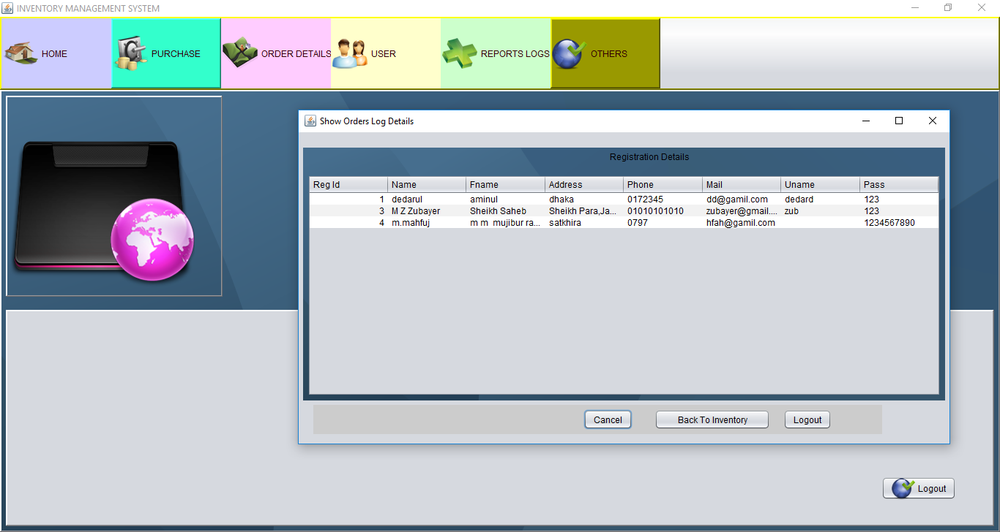 INVENTORY MANAGEMENT SYSTEM
HOME PURCHASE ORDER DETAILS USER REPORTS LOGS OTHERS
Show Orders Log Details
Registration Details
Reg Id Name Fname Address Phone Mail Uname Pass
1 dedarul aminul dhaka 0172345 dd@gamil.com dedard 123
3 M Z Zubayer Sheikh Saheb Sheikh Para,Ja... 01010101010 zubayer@gmail.... zub 123
4 m.mahfuj m m mujibur ra... satkhira 0797 hfah@gamil.com 1234567890
Cancel Back To Inventory Logout
Logout